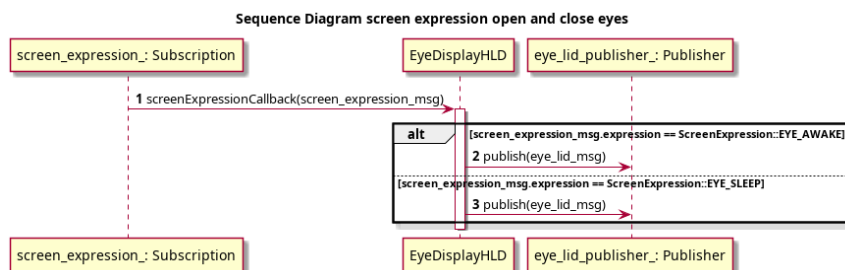 Sequence Diagram screen expression open and close eyes
screen_expression_: Subscription EyeDisplayHLD eye_lid_publisher_: Publisher
1 screenExpressionCallback(screen_expression_msg)
alt [screen_expression_msg.expression == ScreenExpression::EYE_AWAKE]
2 publish(eye_lid_msg)
[screen_expression_msg.expression == ScreenExpression::EYE_SLEEP]
3 publish(eye_lid_msg)
screen_expression_: Subscription EyeDisplayHLD eye_lid_publisher_: Publisher